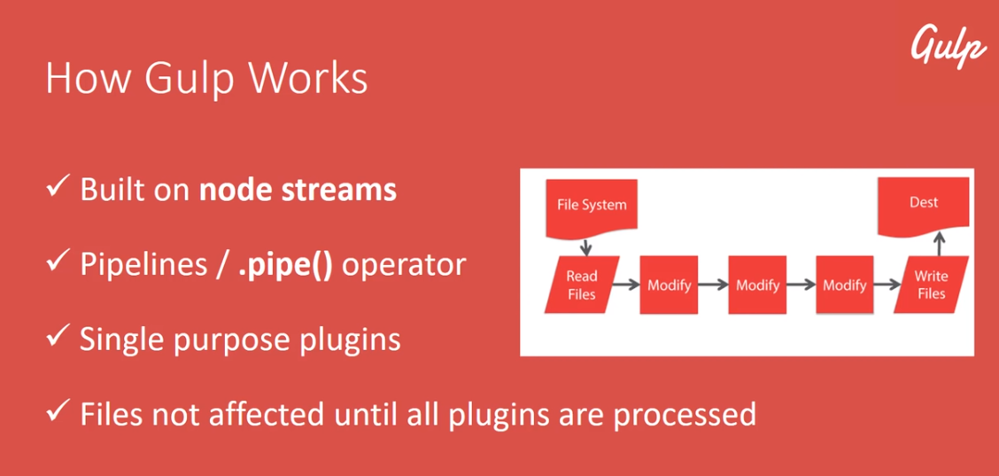 Gulp
How Gulp Works
✓ Built on node streams
✓ Pipelines / .pipe() operator
✓ Single purpose plugins
✓ Files not affected until all plugins are processed
File System
Dest
Read
Files
Modify
Modify
Modify
Write
Files